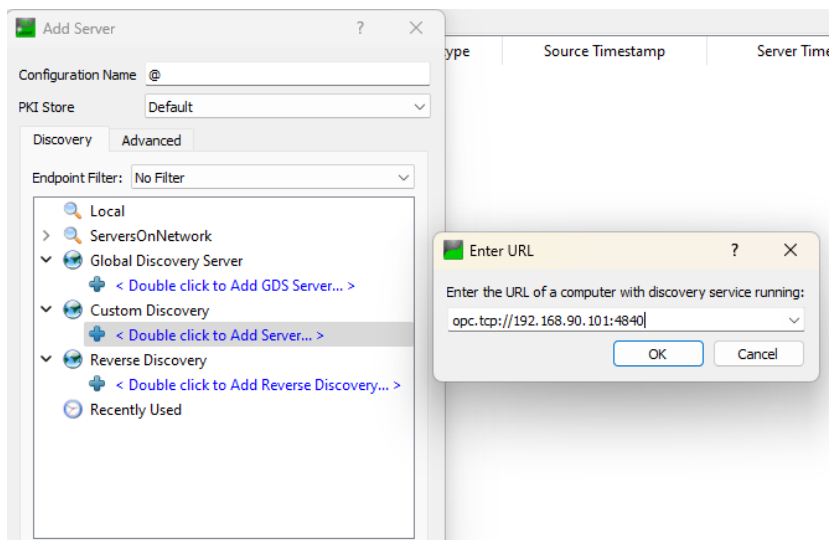 Add Server
Configuration Name @
PKI Store Default
Discovery Advanced
Endpoint Filter: No Filter
Local
ServersOnNetwork
Global Discovery Server
< Double click to Add GDS Server... >
Custom Discovery
< Double click to Add Server... >
Reverse Discovery
< Double click to Add Reverse Discovery... >
Recently Used
ype Source Timestamp Server Time
Enter URL
Enter the URL of a computer with discovery service running:
opc.tcp://192.168.90.101:4840
OK Cancel